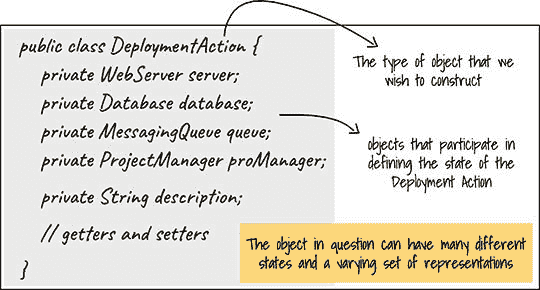 public class DeploymentAction {
private WebServer server;
private Database database;
private MessagingQueue queue;
private ProjectManager proManager;
private String description;
// getters and setters
}
The type of object that we
wish to construct
objects that participate in
defining the state of the
Deployment Action
The object in question can have many different
states and a varying set of representations